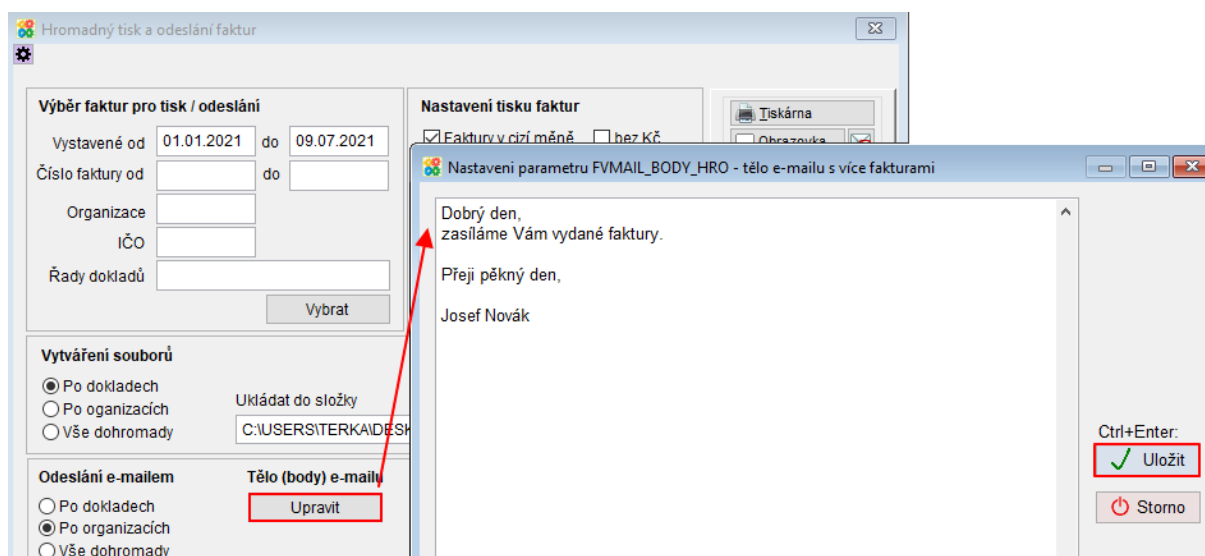 Hromadný tisk a odeslání faktur
Výběr faktur pro tisk / odeslání
Vystavené od 01.01.2021 do 09.07.2021
Číslo faktury od do
Organizace
IČO
Řady dokladů
Vybrat
Nastavení tisku faktur
Faktury v cizí měně bez Kč
Tiskárna
Obrazovka
Vytváření souborů
Po dokladech
Po oganizacích
Vše dohromady
Ukládat do složky
C:\USERS\TERKA\DESK
Odeslání e-mailem
Po dokladech
Po organizacích
Vše dohromady
Tělo (body) e-mailu
Upravit
Nastaveni parametru FVMAIL_BODY_HRO - tělo e-mailu s více fakturami
Dobrý den,
zasíláme Vám vydané faktury.
Přeji pěkný den,
Josef Novák
Ctrl+Enter:
Uložit
Storno